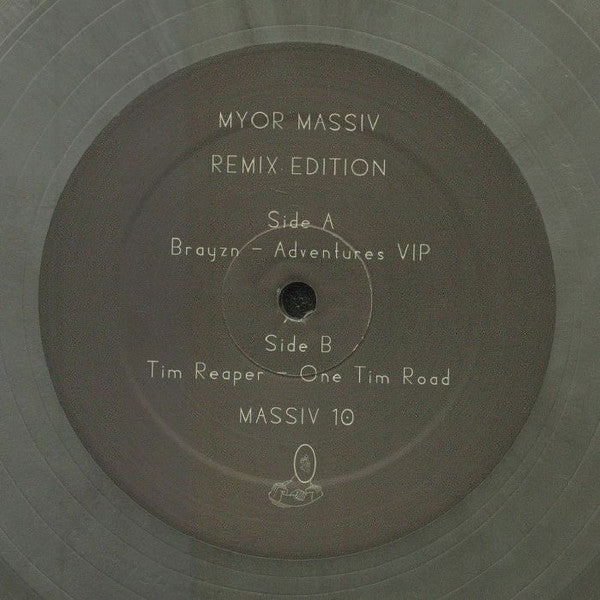 MYOR MASSIV
REMIX EDITION
Side A
Brayzn - Adventures VIP
Side B
Tim Reaper - One Tim Road
MASSIV 10